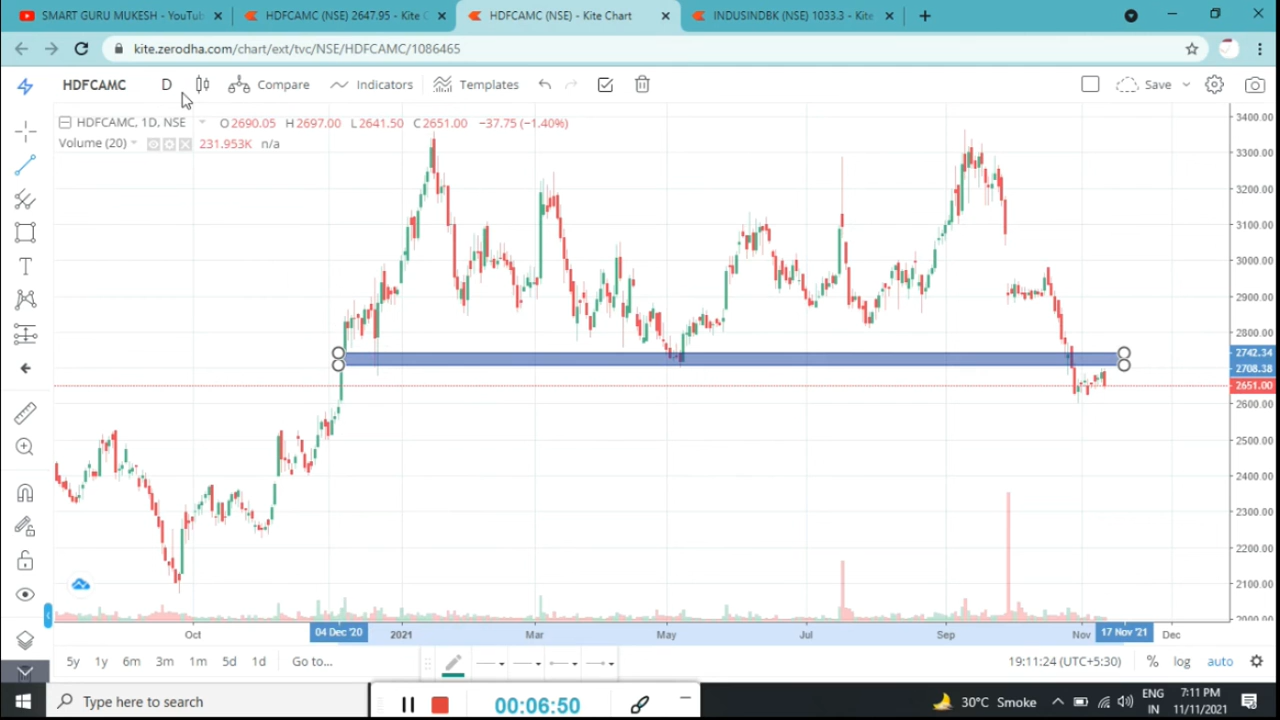 SMART GURU MUKESH - YouTub
HDFCAMC (NSE) 2647.95 - Kite C
HDFCAMC (NSE) - Kite Chart
INDUSINDBK (NSE) 1033.3 - Kite
kite.zerodha.com/chart/ext/tvc/NSE/HDFCAMC/1086465
HDFCAMC D Compare Indicators Templates Save
HDFCAMC, 1D, NSE O2690.05 H2697.00 L2641.50 C2651.00 −37.75 (−1.40%)
Volume (20) 231.953K n/a
3400.00
3300.00
3200.00
3100.00
3000.00
2900.00
2800.00
2742.34
2708.38
2651.00
2600.00
2500.00
2400.00
2300.00
2200.00
2100.00
2000.00
Oct 04 Dec '20 2021 Mar May Jul Sep Nov 17 Nov '21 Dec
5y 1y 6m 3m 1m 5d 1d Go to... 19:11:24 (UTC+5:30) % log auto
Type here to search
00:06:50
30°C Smoke
ENG
IN
7:11 PM
11/11/2021